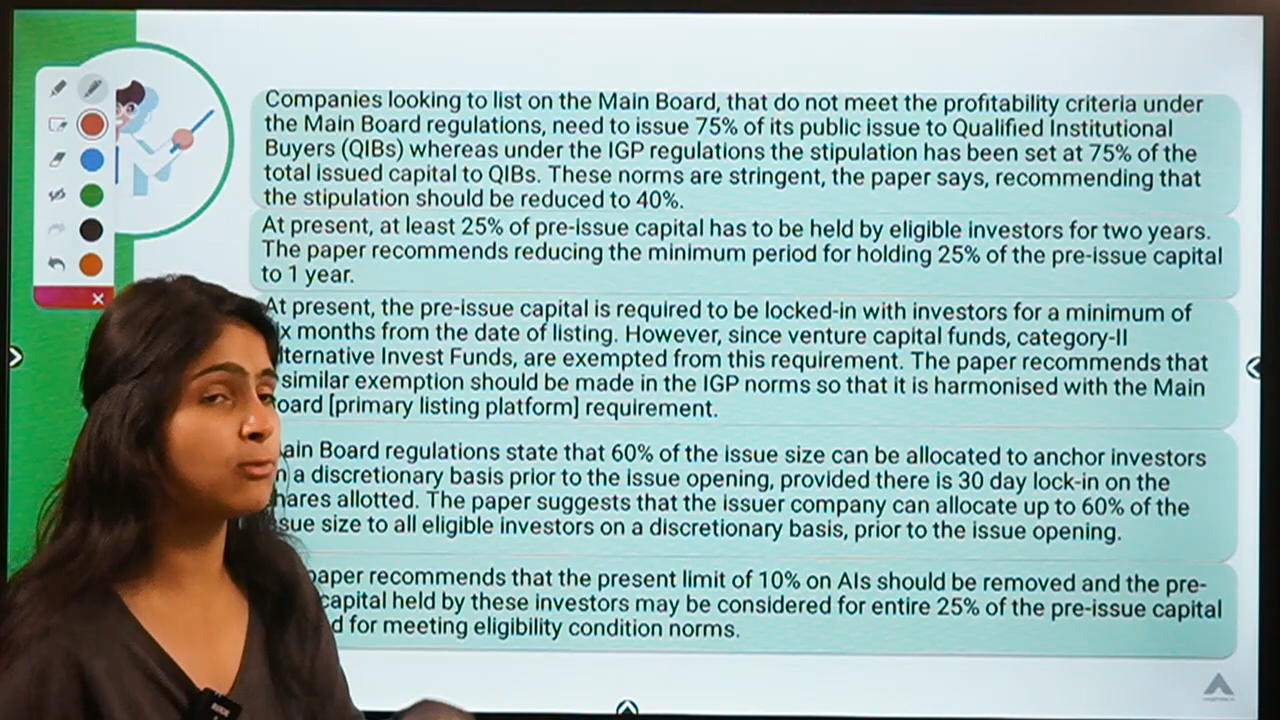 Companies looking to list on the Main Board, that do not meet the profitability criteria under
the Main Board regulations, need to issue 75% of its public issue to Qualified Institutional
Buyers (QIBs) whereas under the IGP regulations the stipulation has been set at 75% of the
total issued capital to QIBs. These norms are stringent, the paper says, recommending that
the stipulation should be reduced to 40%.
At present, at least 25% of pre-issue capital has to be held by eligible investors for two years.
The paper recommends reducing the minimum period for holding 25% of the pre-issue capital
to 1 year.
At present, the pre-issue capital is required to be locked-in with investors for a minimum of
ix months from the date of listing. However, since venture capital funds, category-II
lternative Invest Funds, are exempted from this requirement. The paper recommends that
similar exemption should be made in the IGP norms so that it is harmonised with the Main
oard [primary listing platform] requirement.
ain Board regulations state that 60% of the issue size can be allocated to anchor investors
n a discretionary basis prior to the issue opening, provided there is 30 day lock-in on the
hares allotted. The paper suggests that the issuer company can allocate up to 60% of the
ssue size to all eligible investors on a discretionary basis, prior to the issue opening.
paper recommends that the present limit of 10% on AIs should be removed and the pre-
capital held by these investors may be considered for entire 25% of the pre-issue capital
d for meeting eligibility condition norms.